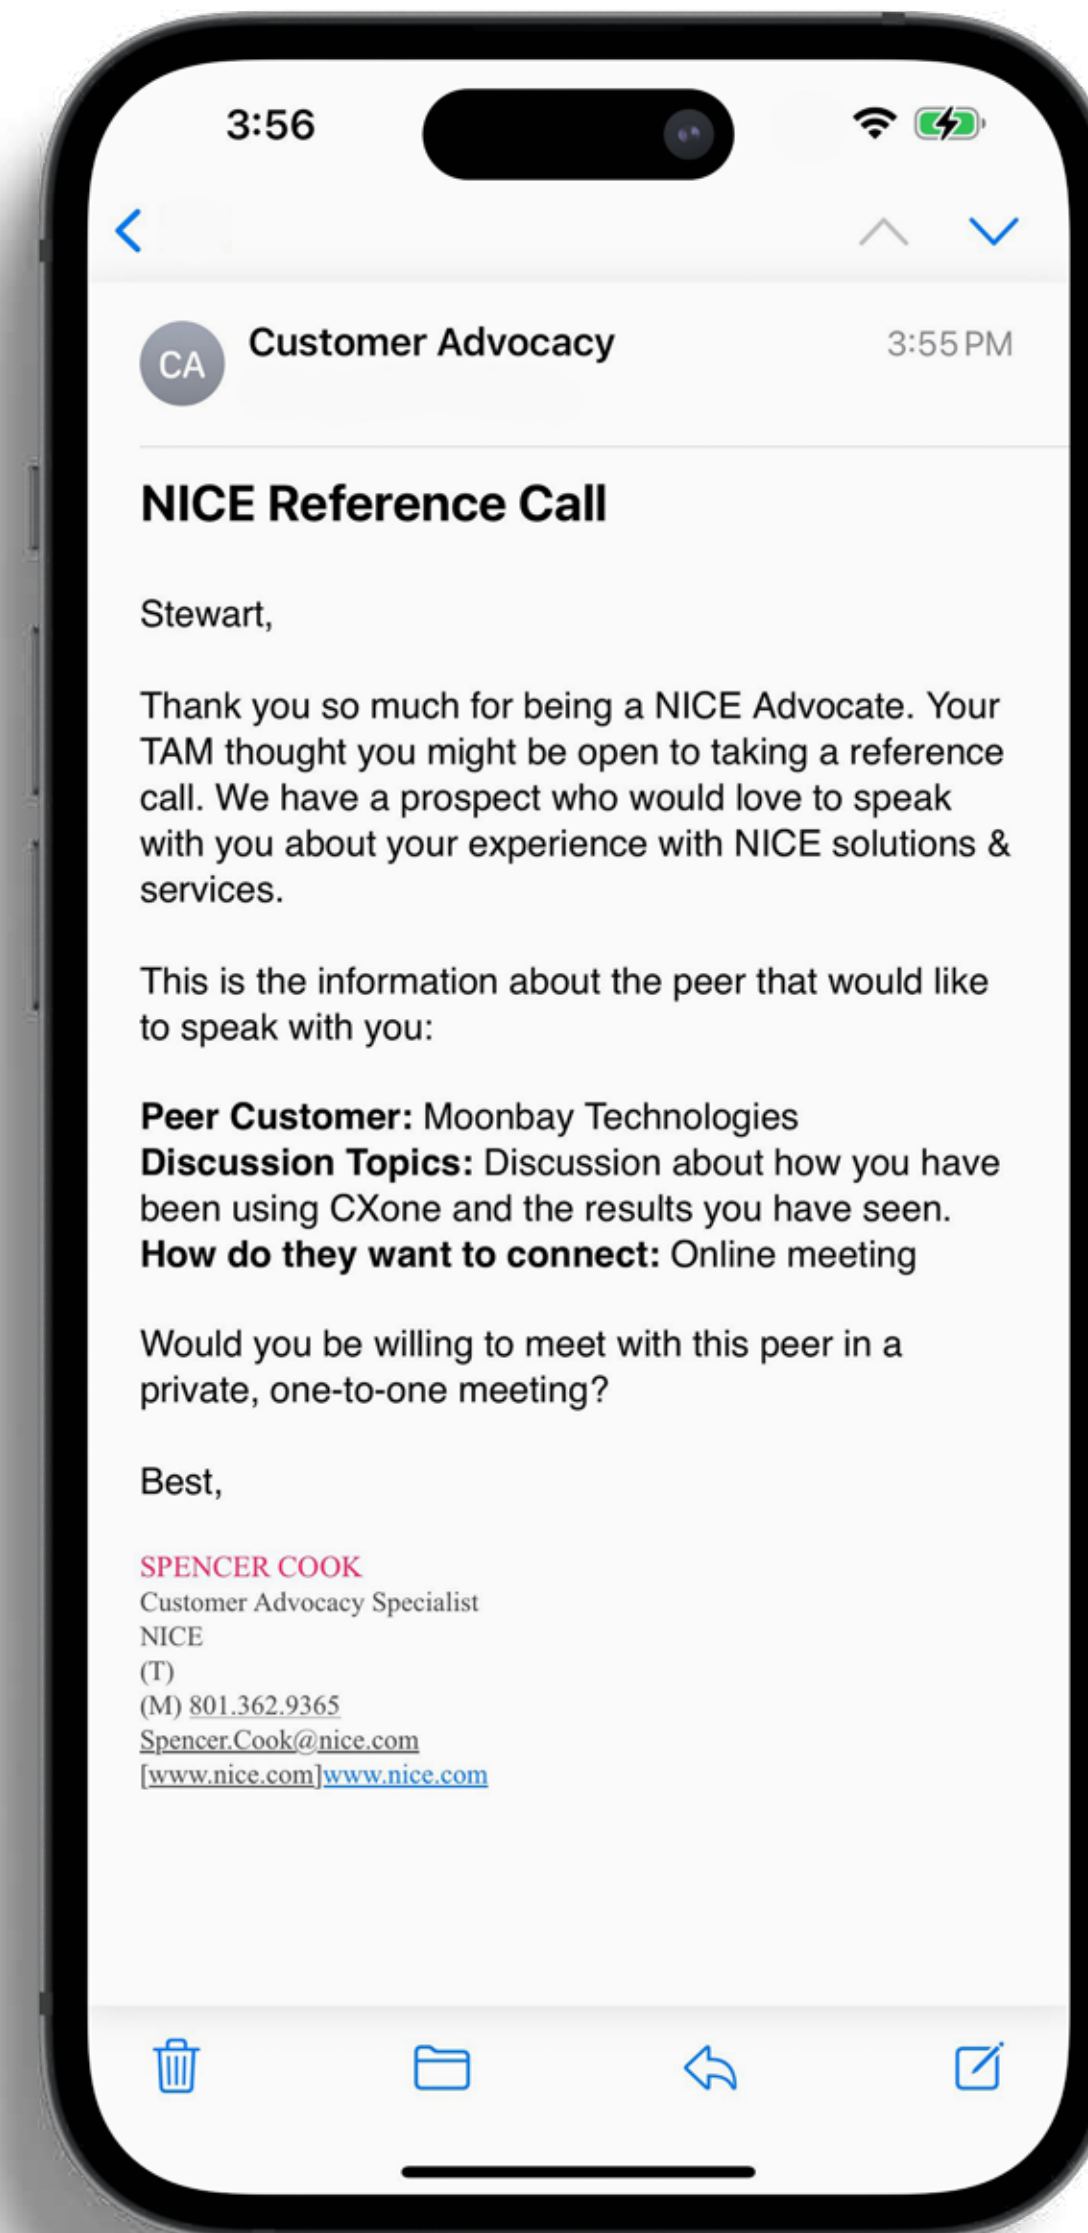 3:56
CA
Customer Advocacy
3:55 PM
NICE Reference Call
Stewart,
Thank you so much for being a NICE Advocate. Your
TAM thought you might be open to taking a reference
call. We have a prospect who would love to speak
with you about your experience with NICE solutions &
services.
This is the information about the peer that would like
to speak with you:
Peer Customer: Moonbay Technologies
Discussion Topics: Discussion about how you have
been using CXone and the results you have seen.
How do they want to connect: Online meeting
Would you be willing to meet with this peer in a
private, one-to-one meeting?
Best,
SPENCER COOK
Customer Advocacy Specialist
NICE
(T)
(M) 801.362.9365
Spencer.Cook@nice.com
[www.nice.com]www.nice.com